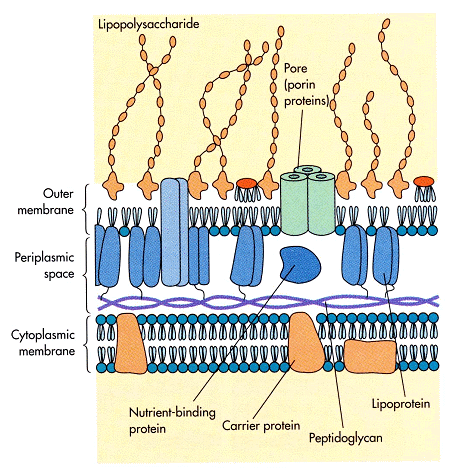 Lipopolysaccharide
Pore
(porin
proteins)
Outer
membrane
Periplasmic
space
Cytoplasmic
membrane
Nutrient-binding
protein
Carrier protein
Peptidoglycan
Lipoprotein